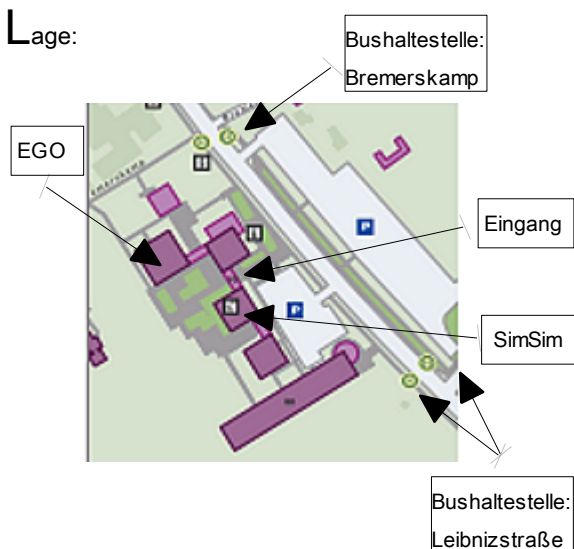 Lage:
Bushaltestelle:
Bremerskamp
EGO
Eingang
SimSim
Bushaltestelle:
Leibnizstraße
P
P